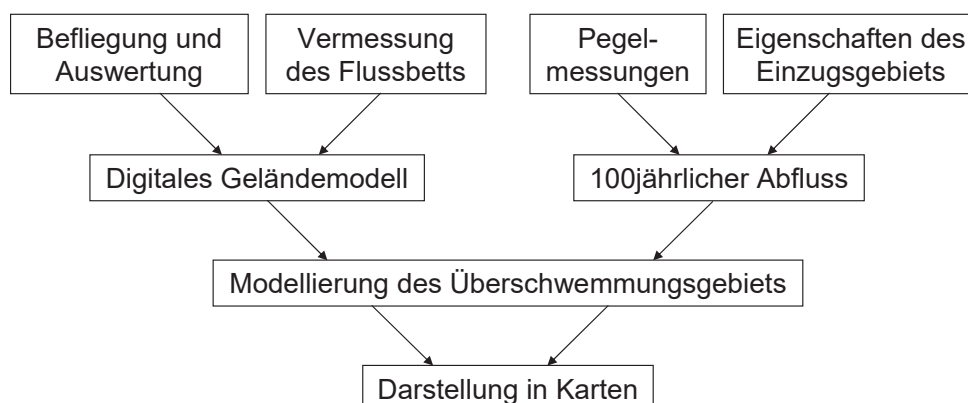 Befliegung und
Auswertung
Vermessung
des Flussbetts
Pegel-
messungen
Eigenschaften des
Einzugsgebiets
Digitales Geländemodell
100jährlicher Abfluss
Modellierung des Überschwemmungsgebiets
Darstellung in Karten